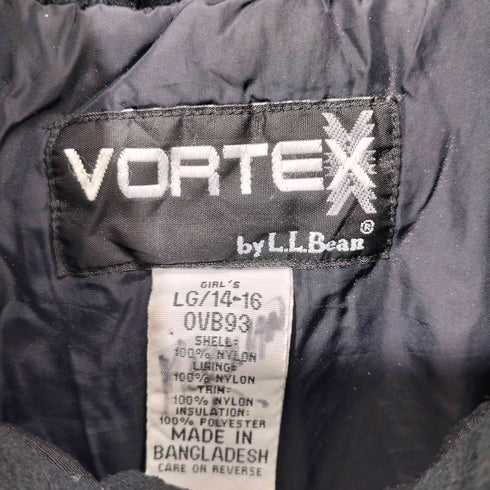 VORTEX
by L.L.Bean®
GIRL'S
LG/14-16
0VB93
SHELL:
100% NYLON
LINING:
100% NYLON
TRIM:
100% NYLON
INSULATION:
100% POLYESTER
MADE IN
BANGLADESH
CARE ON REVERSE